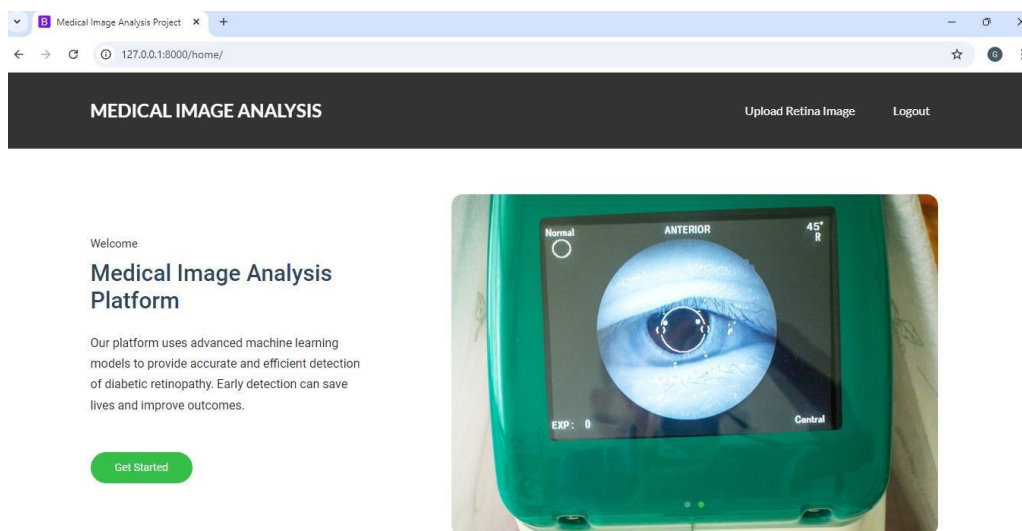 B Medical Image Analysis Project
127.0.0.1:8000/home/
G
MEDICAL IMAGE ANALYSIS
Upload Retina Image
Logout
Welcome
Medical Image Analysis
Platform
Our platform uses advanced machine learning
models to provide accurate and efficient detection
of diabetic retinopathy. Early detection can save
lives and improve outcomes.
Get Started
Normal
ANTERIOR
45°
R
EXP: 0
Central